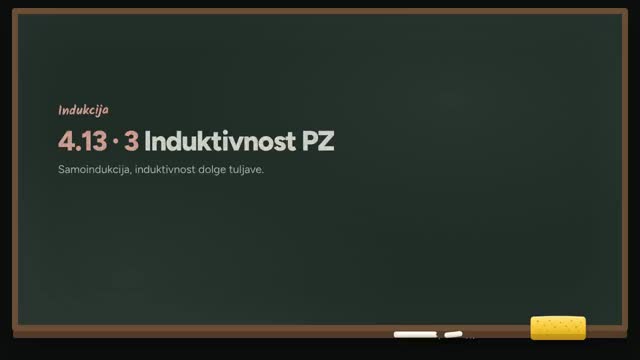 Indukcija
4.13 · 3 Induktivnost PZ
Samoindukcija, induktivnost dolge tuljave.